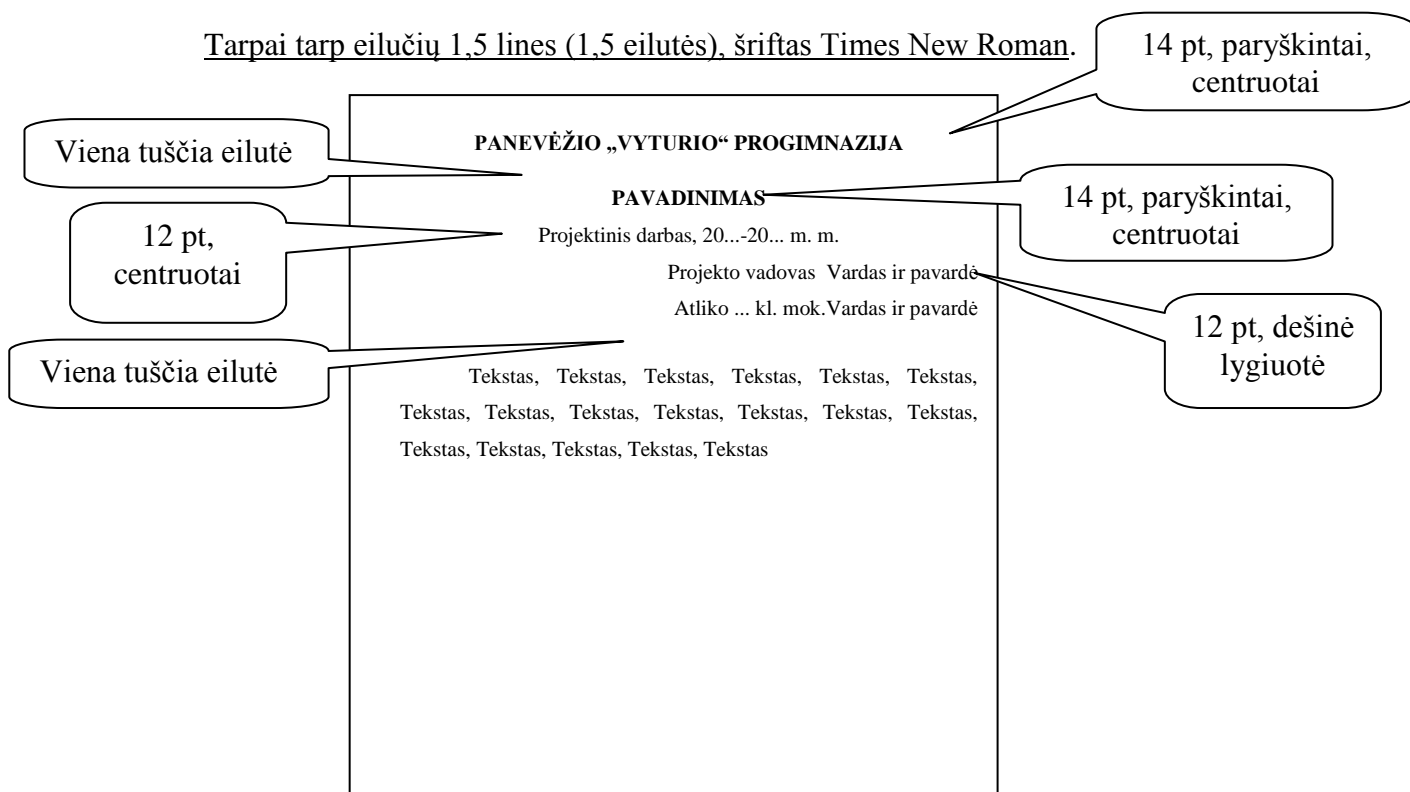 Tarpai tarp eilučių 1,5 lines (1,5 eilutės), šriftas Times New Roman.
14 pt, paryškintai,
centruotai
Viena tuščia eilutė
PANEVĖŽIO „VYTURIO“ PROGIMNAZIJA
PAVADINIMAS
14 pt, paryškintai,
centruotai
12 pt,
centruotai
Projektinis darbas, 20...-20... m. m.
Projekto vadovas  Vardas ir pavardė
Atliko ... kl. mok.Vardas ir pavardė
12 pt, dešinė
lygiuotė
Viena tuščia eilutė
Tekstas, Tekstas, Tekstas, Tekstas, Tekstas, Tekstas,
Tekstas, Tekstas, Tekstas, Tekstas, Tekstas, Tekstas, Tekstas,
Tekstas, Tekstas, Tekstas, Tekstas, Tekstas